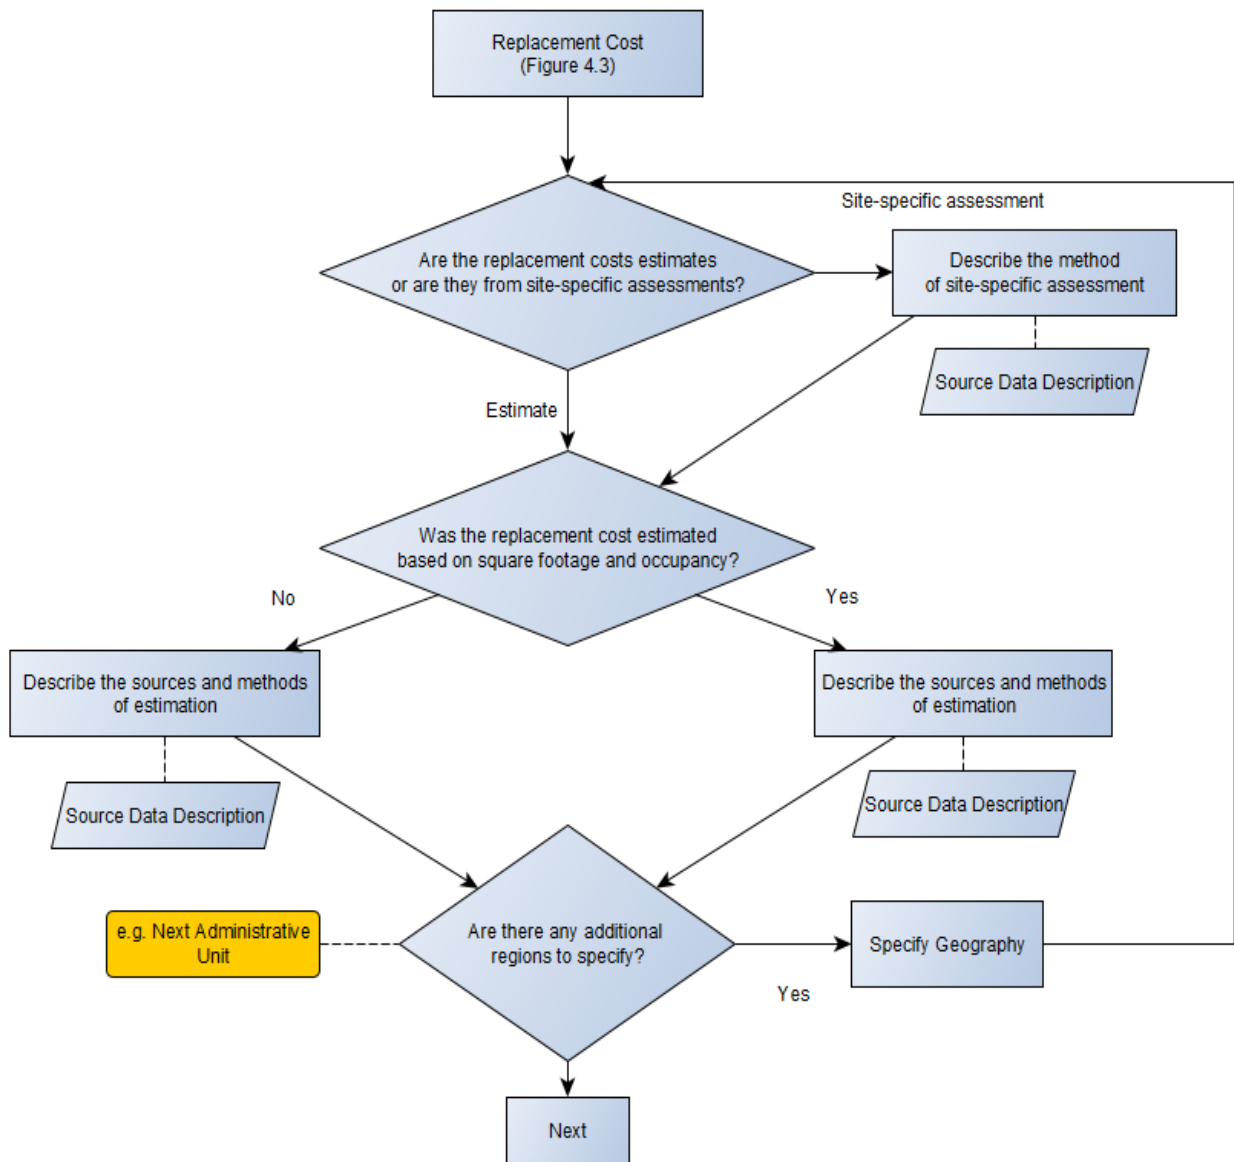 Replacement Cost
(Figure 4.3)
Site-specific assessment
Are the replacement costs estimates
or are they from site-specific assessments?
Describe the method
of site-specific assessment
Source Data Description
Estimate
Was the replacement cost estimated
based on square footage and occupancy?
No
Yes
Describe the sources and methods
of estimation
Describe the sources and methods
of estimation
Source Data Description
Source Data Description
e.g. Next Administrative
Unit
Are there any additional
regions to specify?
Specify Geography
Yes
Next